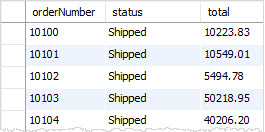 orderNumber status total
10100 Shipped 10223.83
10101 Shipped 10549.01
10102 Shipped 5494.78
10103 Shipped 50218.95
10104 Shipped 40206.20